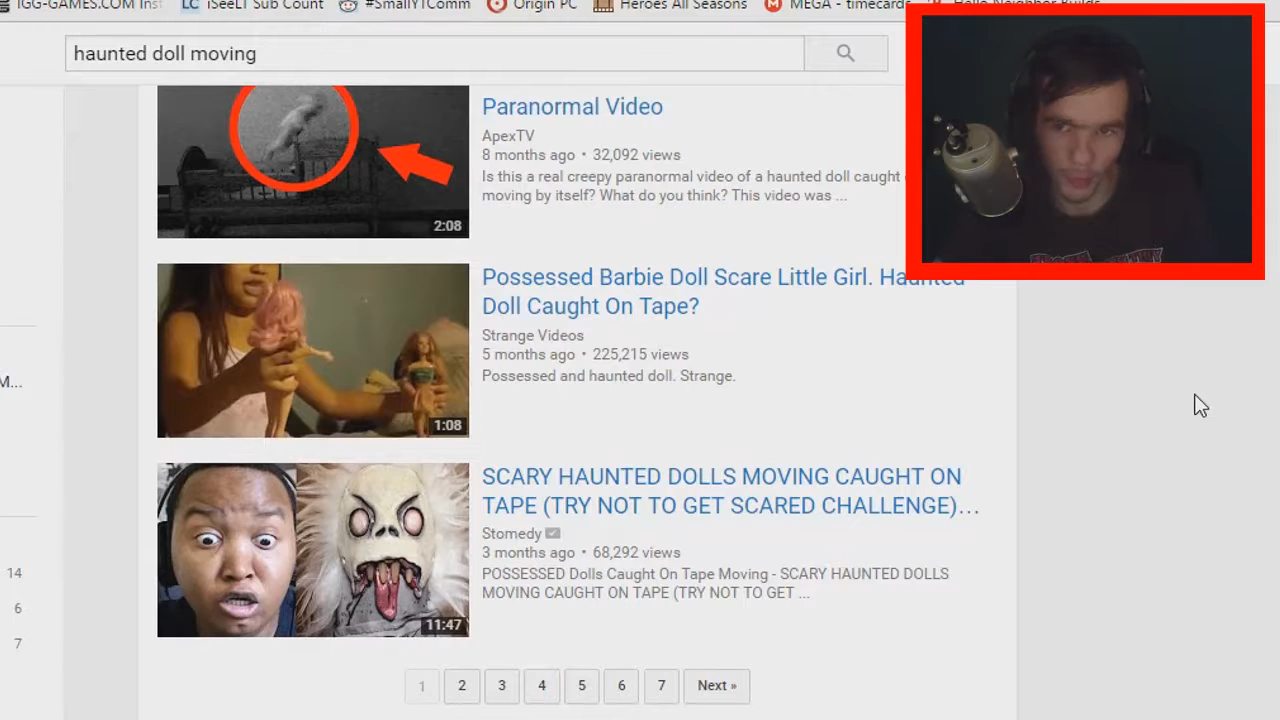 IGG-GAMES.COM Inst
LC iSeeLT Sub Count
#SmallYTComm
Origin PC
Heroes All Seasons
MEGA - timecards
Hello Neighbor Builds
haunted doll moving
Paranormal Video
ApexTV
8 months ago • 32,092 views
Is this a real creepy paranormal video of a haunted doll caught
moving by itself? What do you think? This video was ...
2:08
Possessed Barbie Doll Scare Little Girl. Haunted
Doll Caught On Tape?
Strange Videos
5 months ago • 225,215 views
Possessed and haunted doll. Strange.
1:08
M...
SCARY HAUNTED DOLLS MOVING CAUGHT ON
TAPE (TRY NOT TO GET SCARED CHALLENGE)...
Stomedy
3 months ago • 68,292 views
POSSESSED Dolls Caught On Tape Moving - SCARY HAUNTED DOLLS
MOVING CAUGHT ON TAPE (TRY NOT TO GET ...
11:47
14
6
7
1 2 3 4 5 6 7 Next »